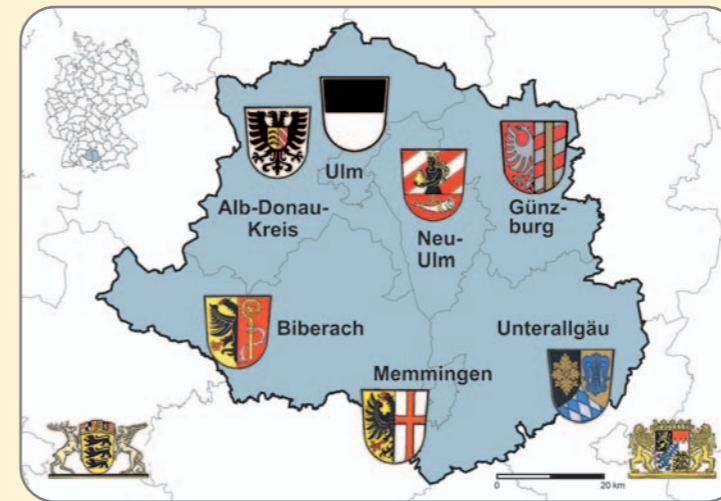 Ulm
Alb-Donau-
Kreis
Neu-
Ulm
Günz-
burg
Biberach
Unterallgäu
Memmingen
0 20 km